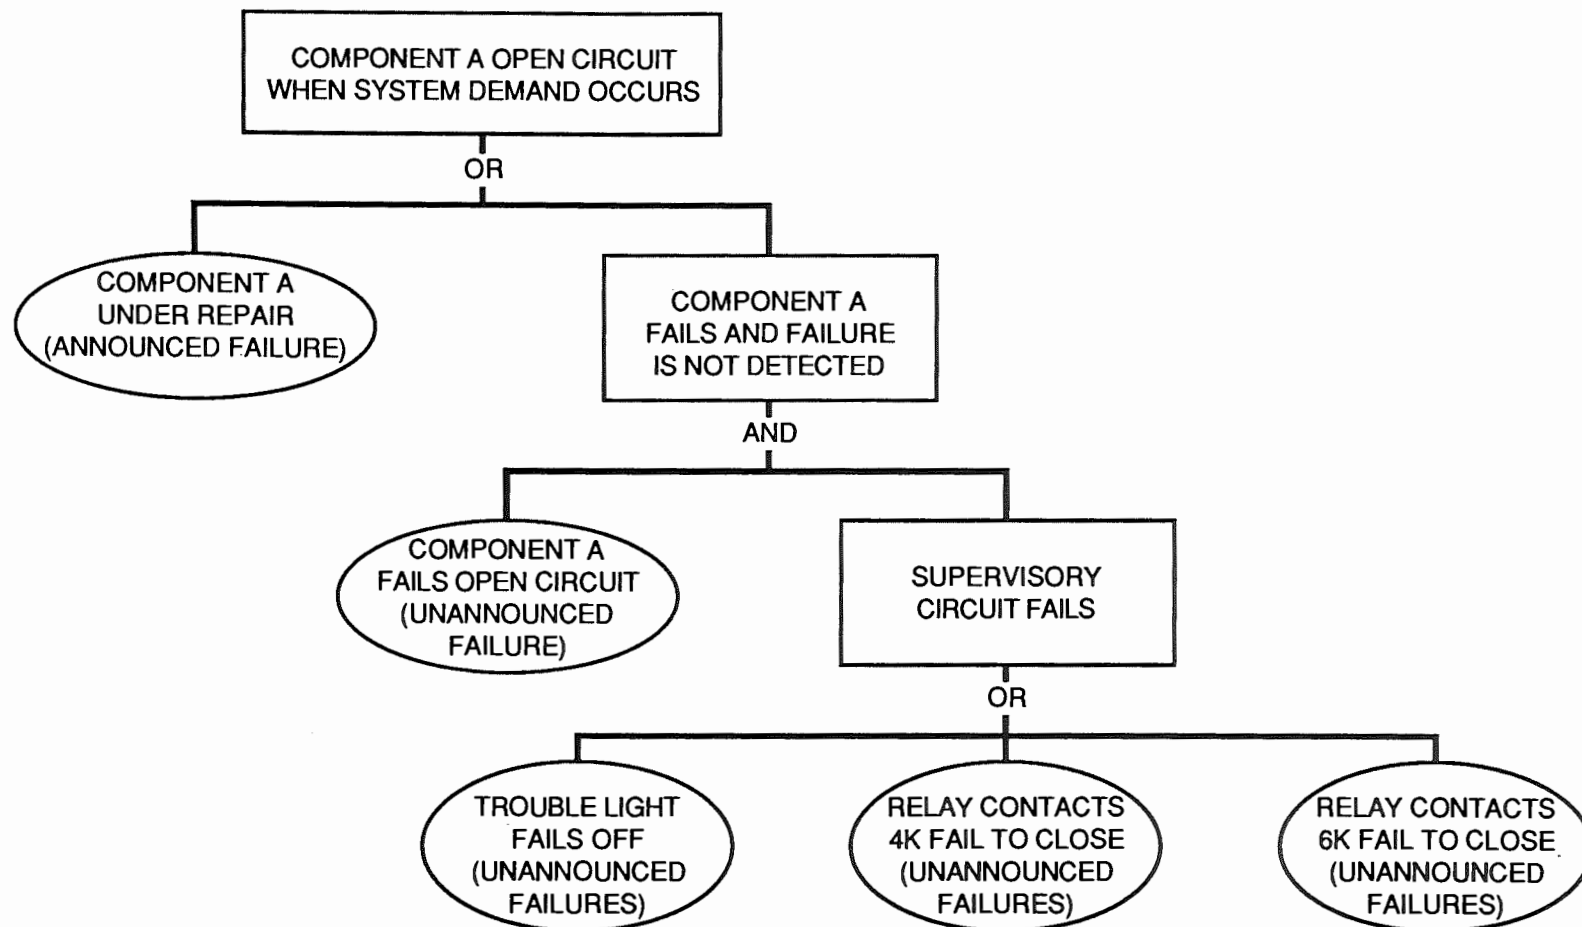 COMPONENT A OPEN CIRCUIT
WHEN SYSTEM DEMAND OCCURS
OR
COMPONENT A
UNDER REPAIR
(ANNOUNCED FAILURE)
COMPONENT A
FAILS AND FAILURE
IS NOT DETECTED
AND
COMPONENT A
FAILS OPEN CIRCUIT
(UNANNOUNCED
FAILURE)
SUPERVISORY
CIRCUIT FAILS
OR
TROUBLE LIGHT
FAILS OFF
(UNANNOUNCED
FAILURES)
RELAY CONTACTS
4K FAIL TO CLOSE
(UNANNOUNCED
FAILURES)
RELAY CONTACTS
6K FAIL TO CLOSE
(UNANNOUNCED
FAILURES)